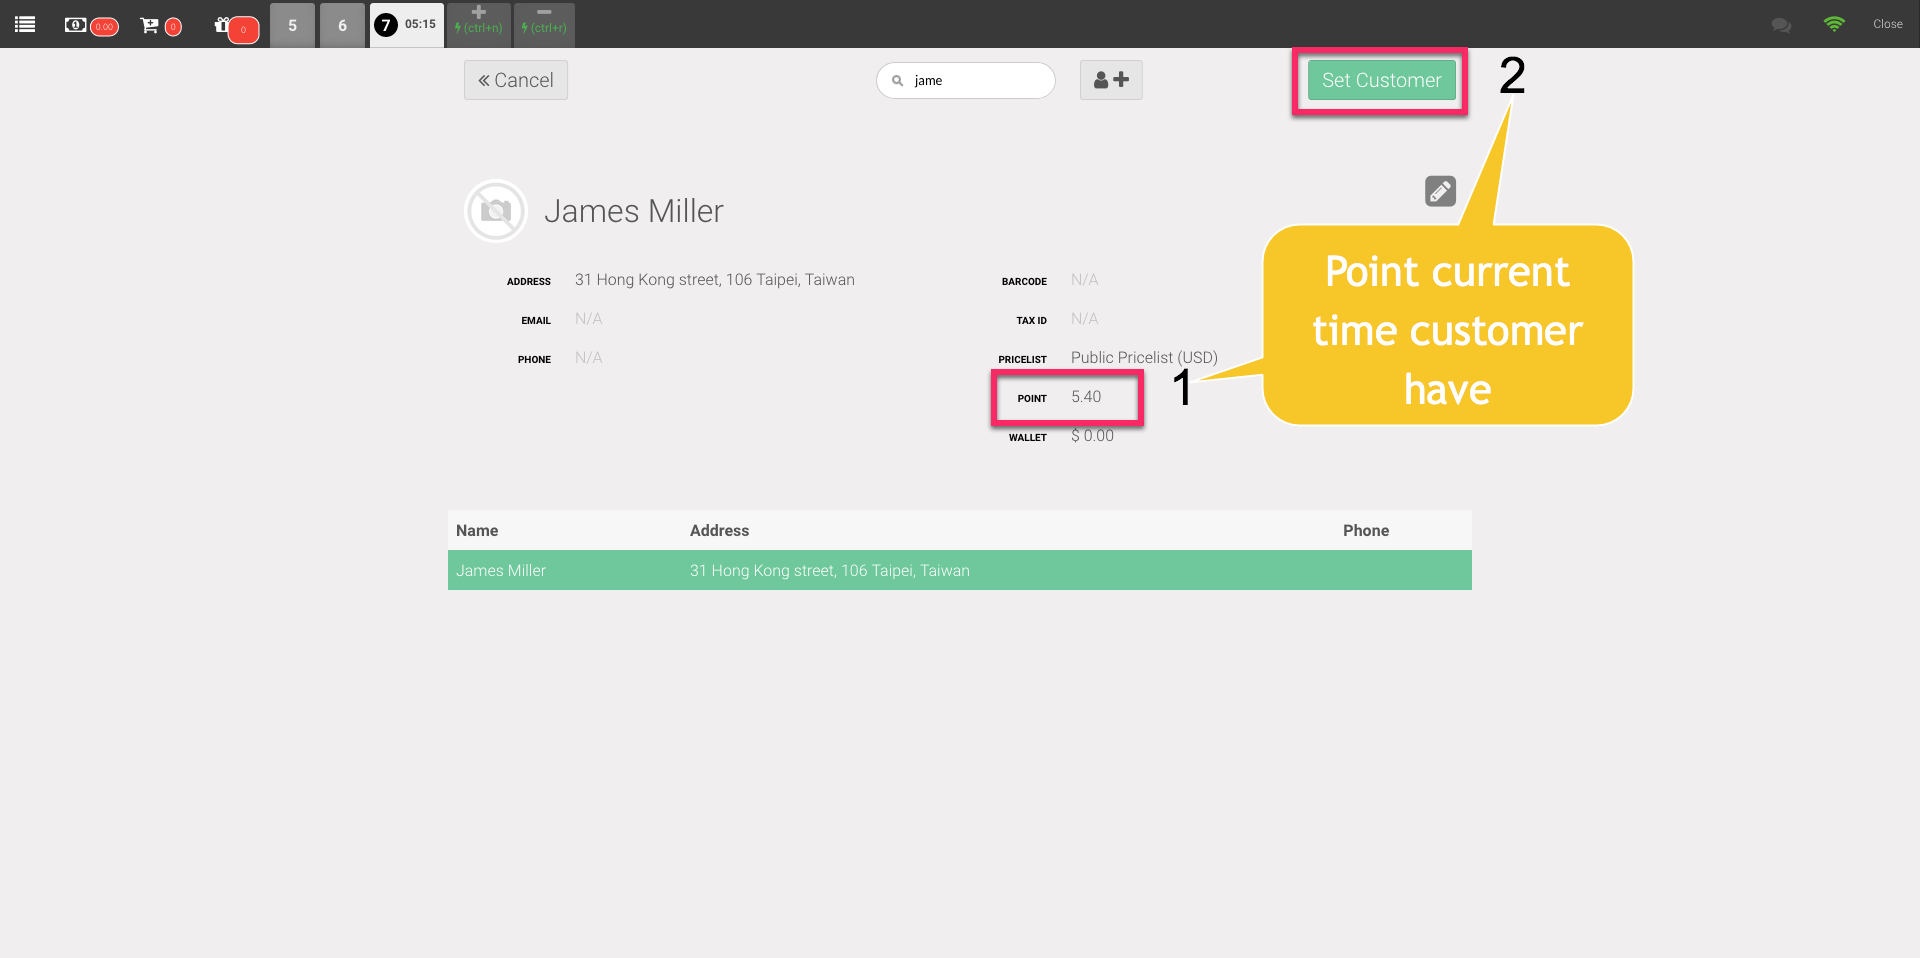 0.00
0
0
5
6
7 05:15
(ctrl+n)
(ctrl+r)
Close
Cancel
jame
Set Customer
2
James Miller
ADDRESS 31 Hong Kong street, 106 Taipei, Taiwan
EMAIL N/A
PHONE N/A
BARCODE N/A
TAX ID N/A
PRICELIST Public Pricelist (USD)
POINT 5.40
WALLET $ 0.00
1
Point current
time customer
have
Name Address Phone
James Miller 31 Hong Kong street, 106 Taipei, Taiwan